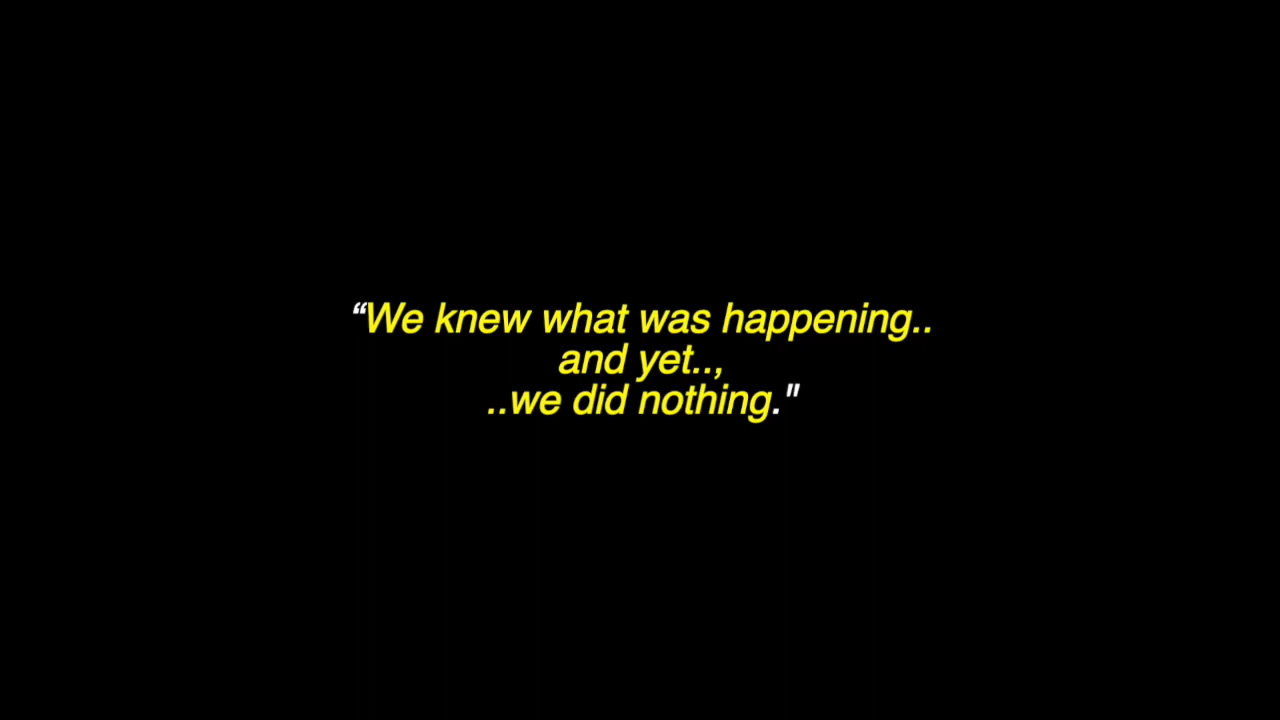 “We knew what was happening..
and yet..,
..we did nothing."